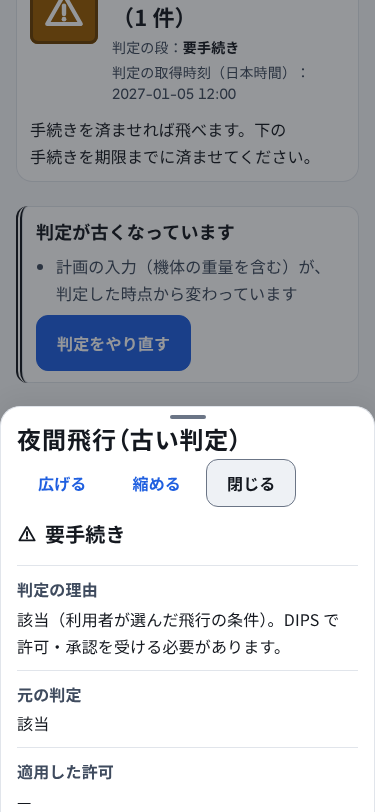 （1 件）
判定の段：要手続き
判定の取得時刻（日本時間）：
2027-01-05 12:00
手続きを済ませれば飛べます。下の
手続きを期限までに済ませてください。
判定が古くなっています
• 計画の入力（機体の重量を含む）が、
判定した時点から変わっています
判定をやり直す
夜間飛行（古い判定）
広げる 縮める 閉じる
要手続き
判定の理由
該当（利用者が選んだ飛行の条件）。DIPS で
許可・承認を受ける必要があります。
元の判定
該当
適用した許可
—